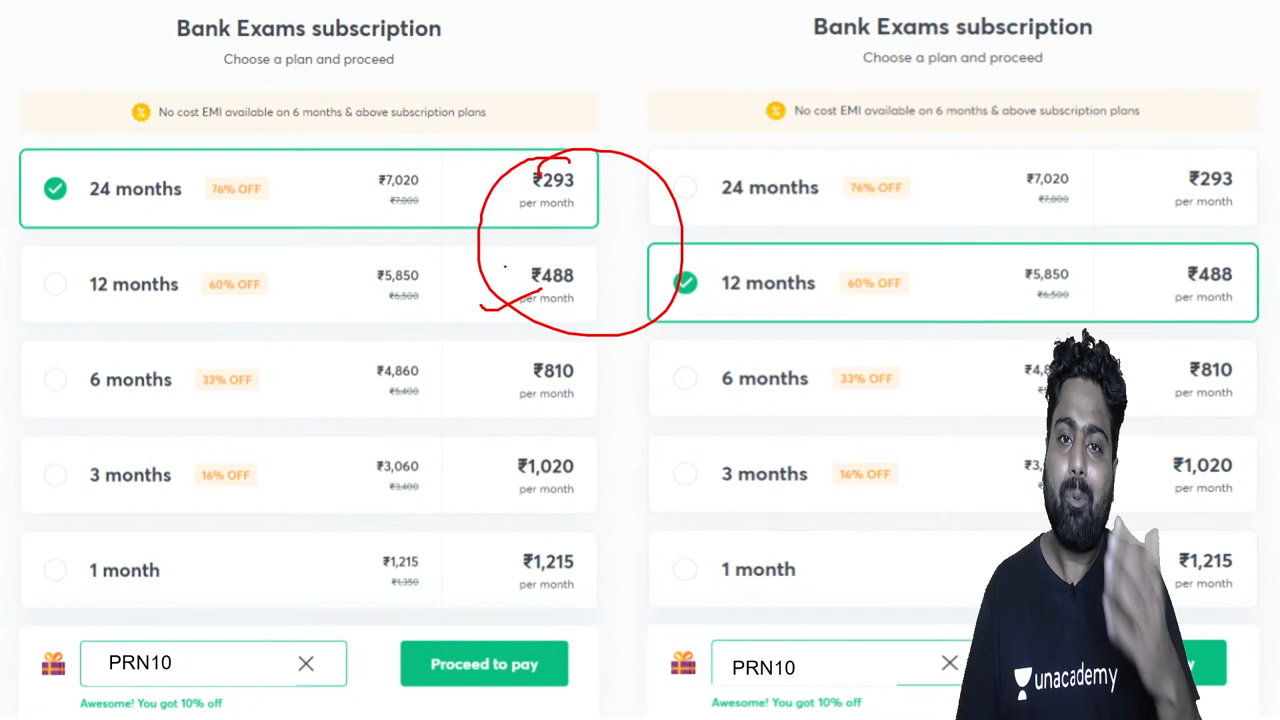 Bank Exams subscription
Choose a plan and proceed
No cost EMI available on 6 months & above subscription plans
24 months 76% OFF ₹7,020 ₹293
₹7,800 per month
12 months 60% OFF ₹5,850 ₹488
₹6,500 per month
6 months 33% OFF ₹4,860 ₹810
₹5,400 per month
3 months 16% OFF ₹3,060 ₹1,020
₹3,400 per month
1 month ₹1,215 ₹1,215
₹1,350 per month
PRN10 Proceed to pay
Awesome! You got 10% off
Bank Exams subscription
Choose a plan and proceed
No cost EMI available on 6 months & above subscription plans
24 months 76% OFF ₹7,020 ₹293
₹7,800 per month
12 months 60% OFF ₹5,850 ₹488
₹6,500 per month
6 months 33% OFF ₹810
per month
3 months 16% OFF ₹1,020
per month
1 month ₹1,215
per month
PRN10
Awesome! You got 10% off
unacademy